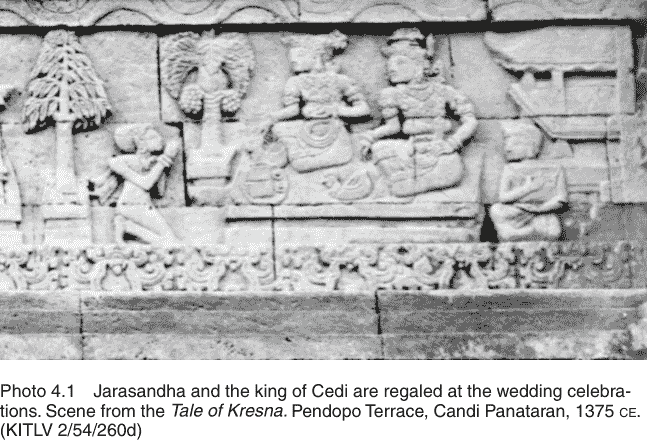 Photo 4.1 Jarasandha and the king of Cedi are regaled at the wedding celebra-
tions. Scene from the Tale of Kresna. Pendopo Terrace, Candi Panataran, 1375 CE.
(KITLV 2/54/260d)